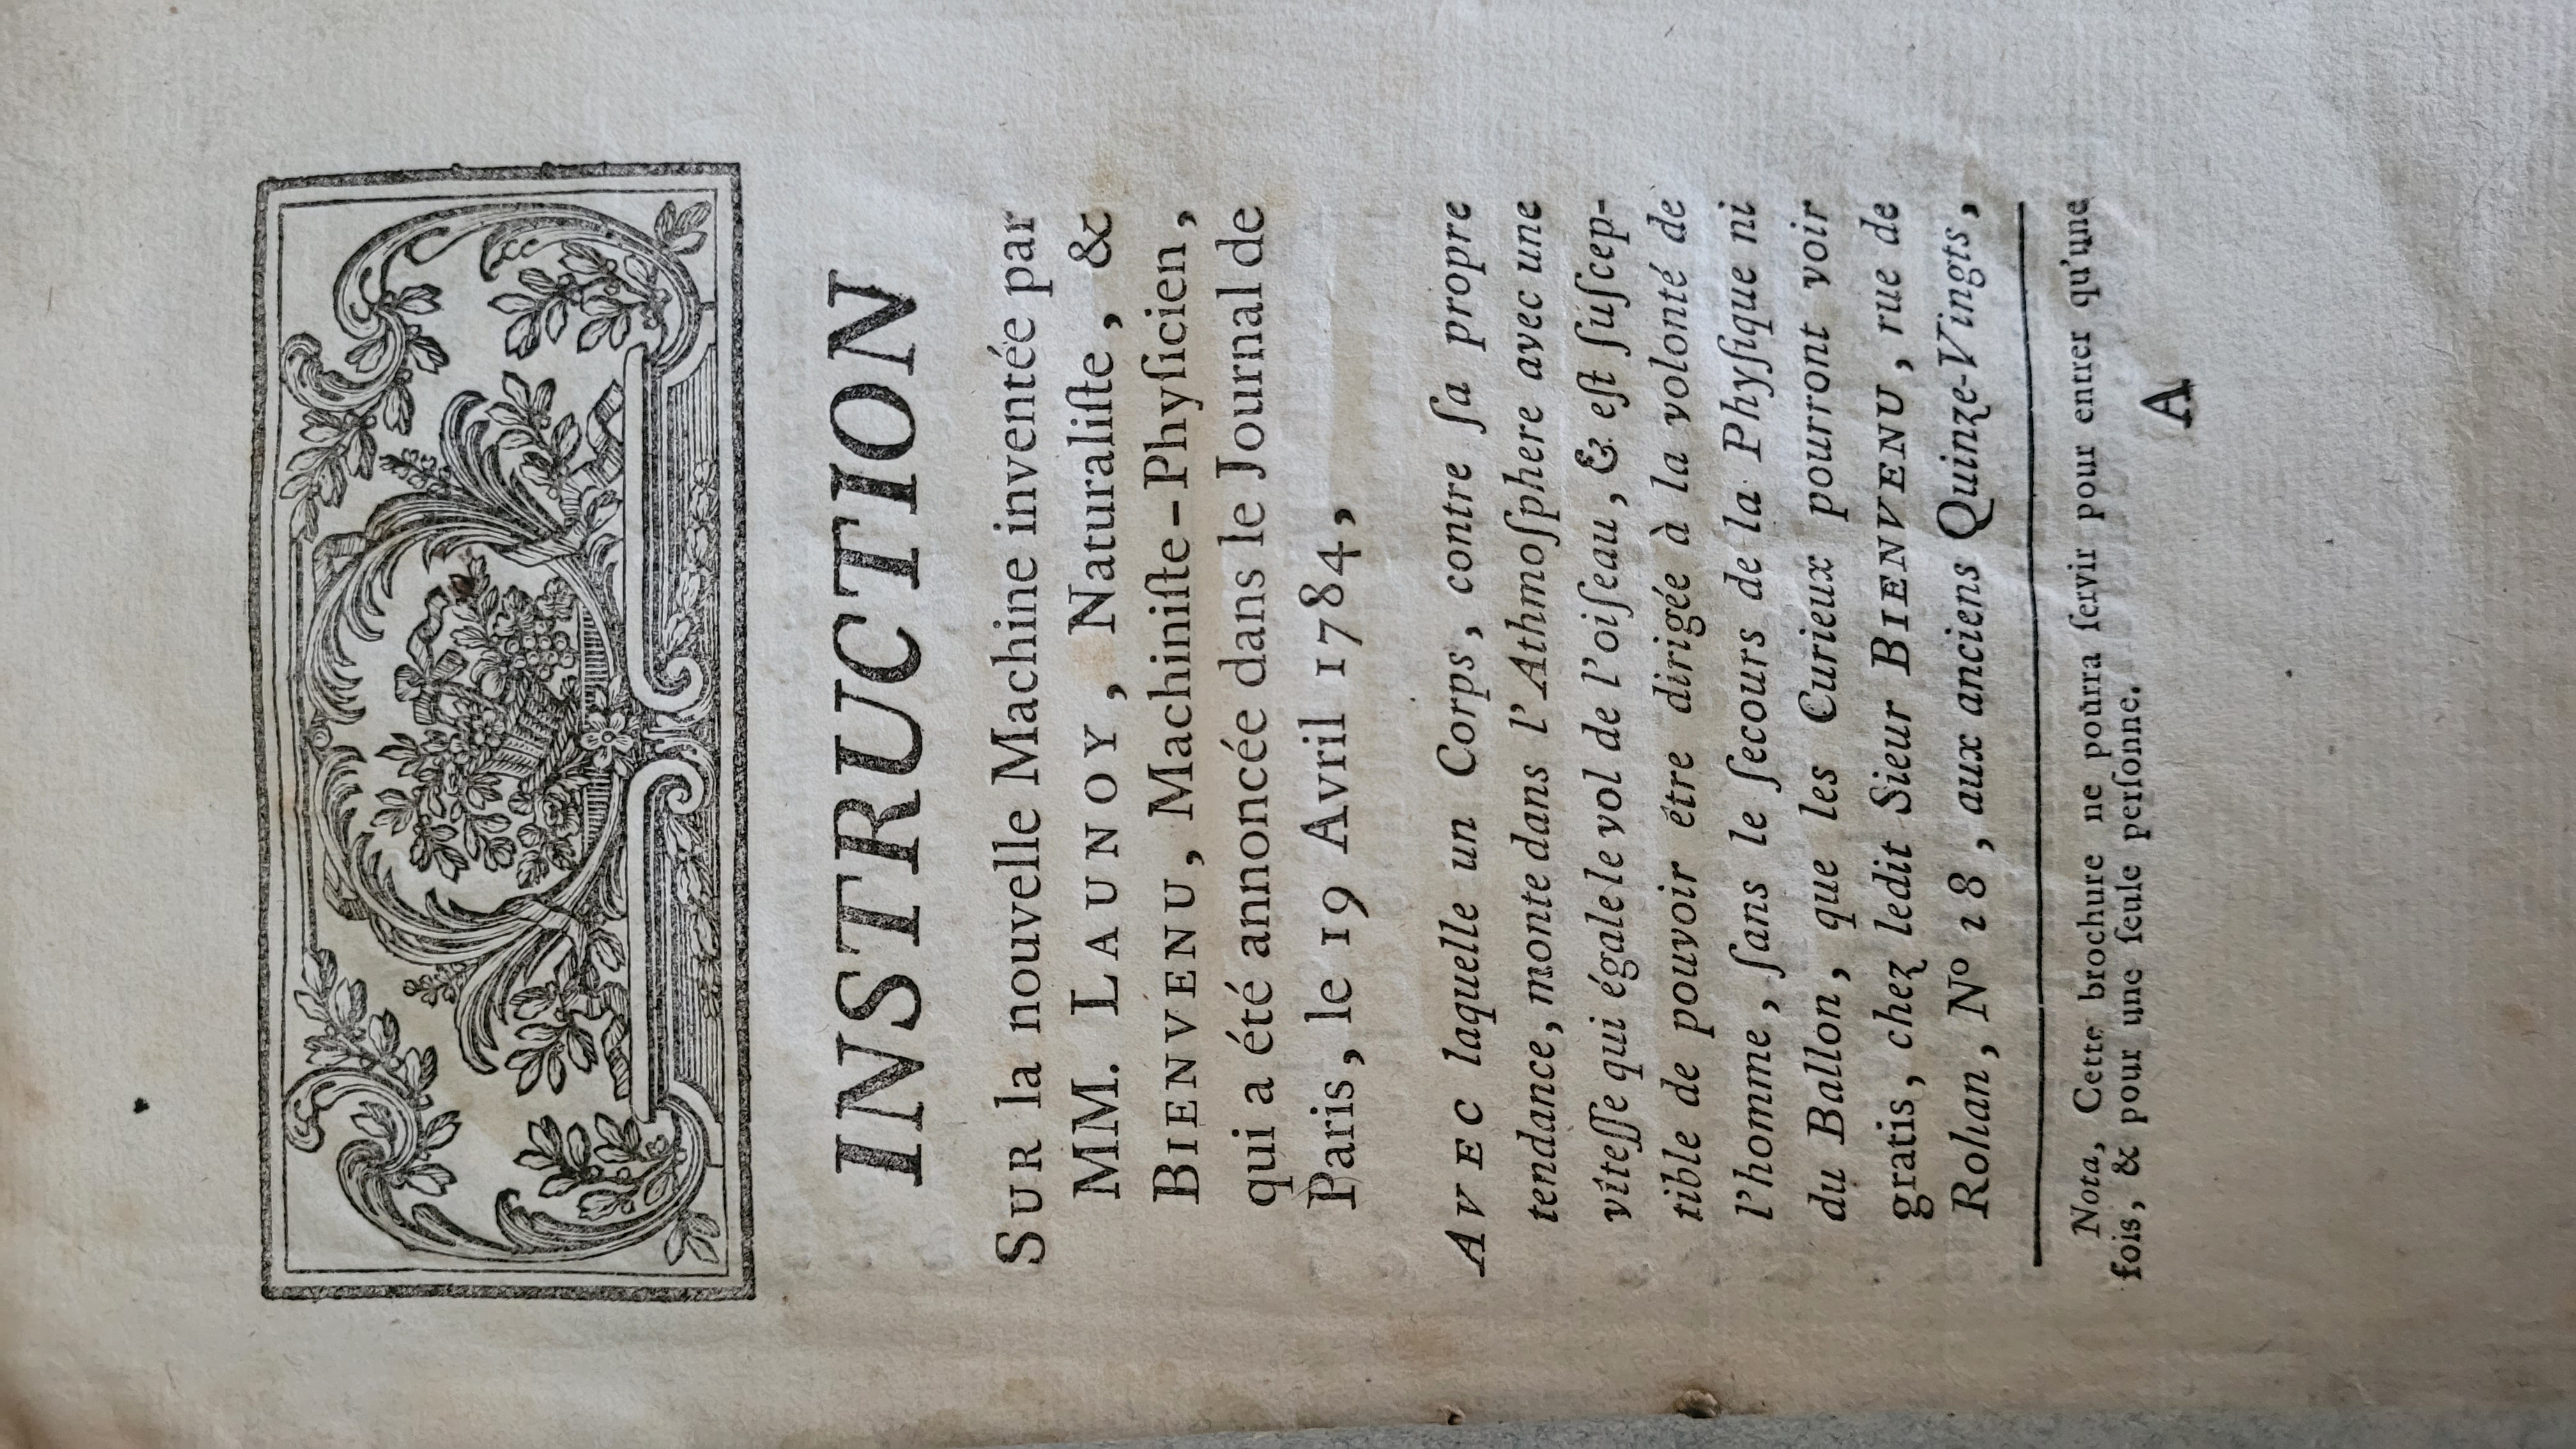 INSTRUCTION
SUR la nouvelle Machine inventée par
MM. LAUNOY, Naturaliſte, &
BIENVENU, Machiniſte-Phyſicien,
qui a été annoncée dans le Journal de
Paris, le 19 Avril 1784,
AVEC laquelle un Corps, contre ſa propre
tendance, monte dans l'Athmoſphere avec une
vîteſſe qui égale le vol de l'oiſeau, & eſt ſuſcep-
tible de pouvoir être dirigée à la volonté de
l'homme, ſans le ſecours de la Phyſique ni
du Ballon, que les Curieux pourront voir
gratis, chez ledit Sieur BIENVENU, rue de
Rohan, Nº 18, aux anciens Quinze-Vingts,
Nota, Cette brochure ne pourra ſervir pour entrer qu'une
fois, & pour une ſeule perſonne.
A